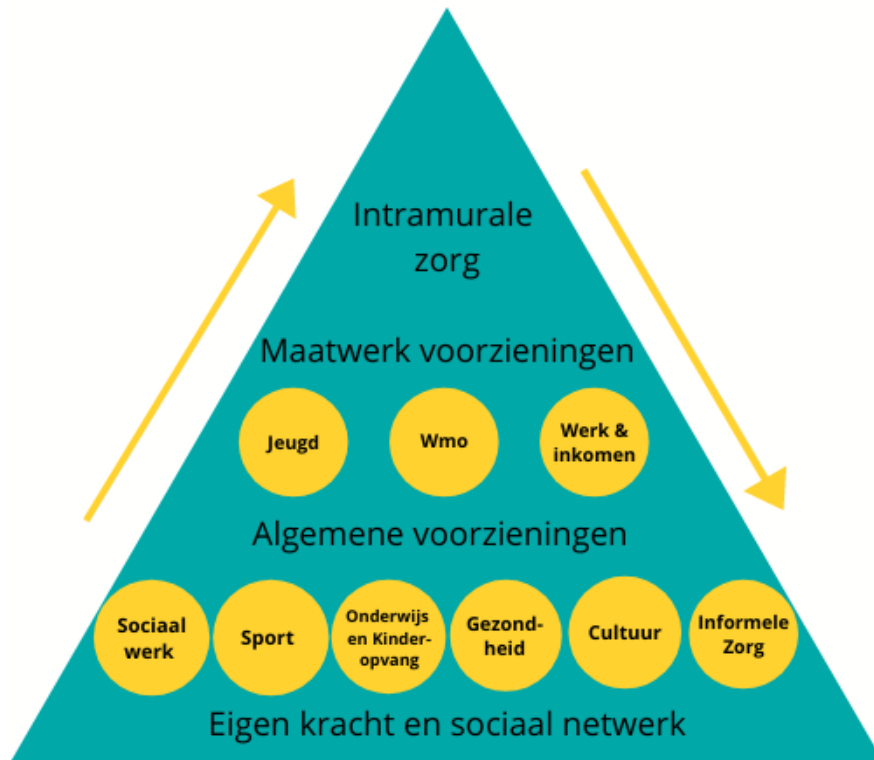 Intramurale
zorg
Maatwerk voorzieningen
Jeugd
Wmo
Werk &
inkomen
Algemene voorzieningen
Sociaal
werk
Sport
Onderwijs
en Kinder-
opvang
Gezond-
heid
Cultuur
Informele
Zorg
Eigen kracht en sociaal netwerk